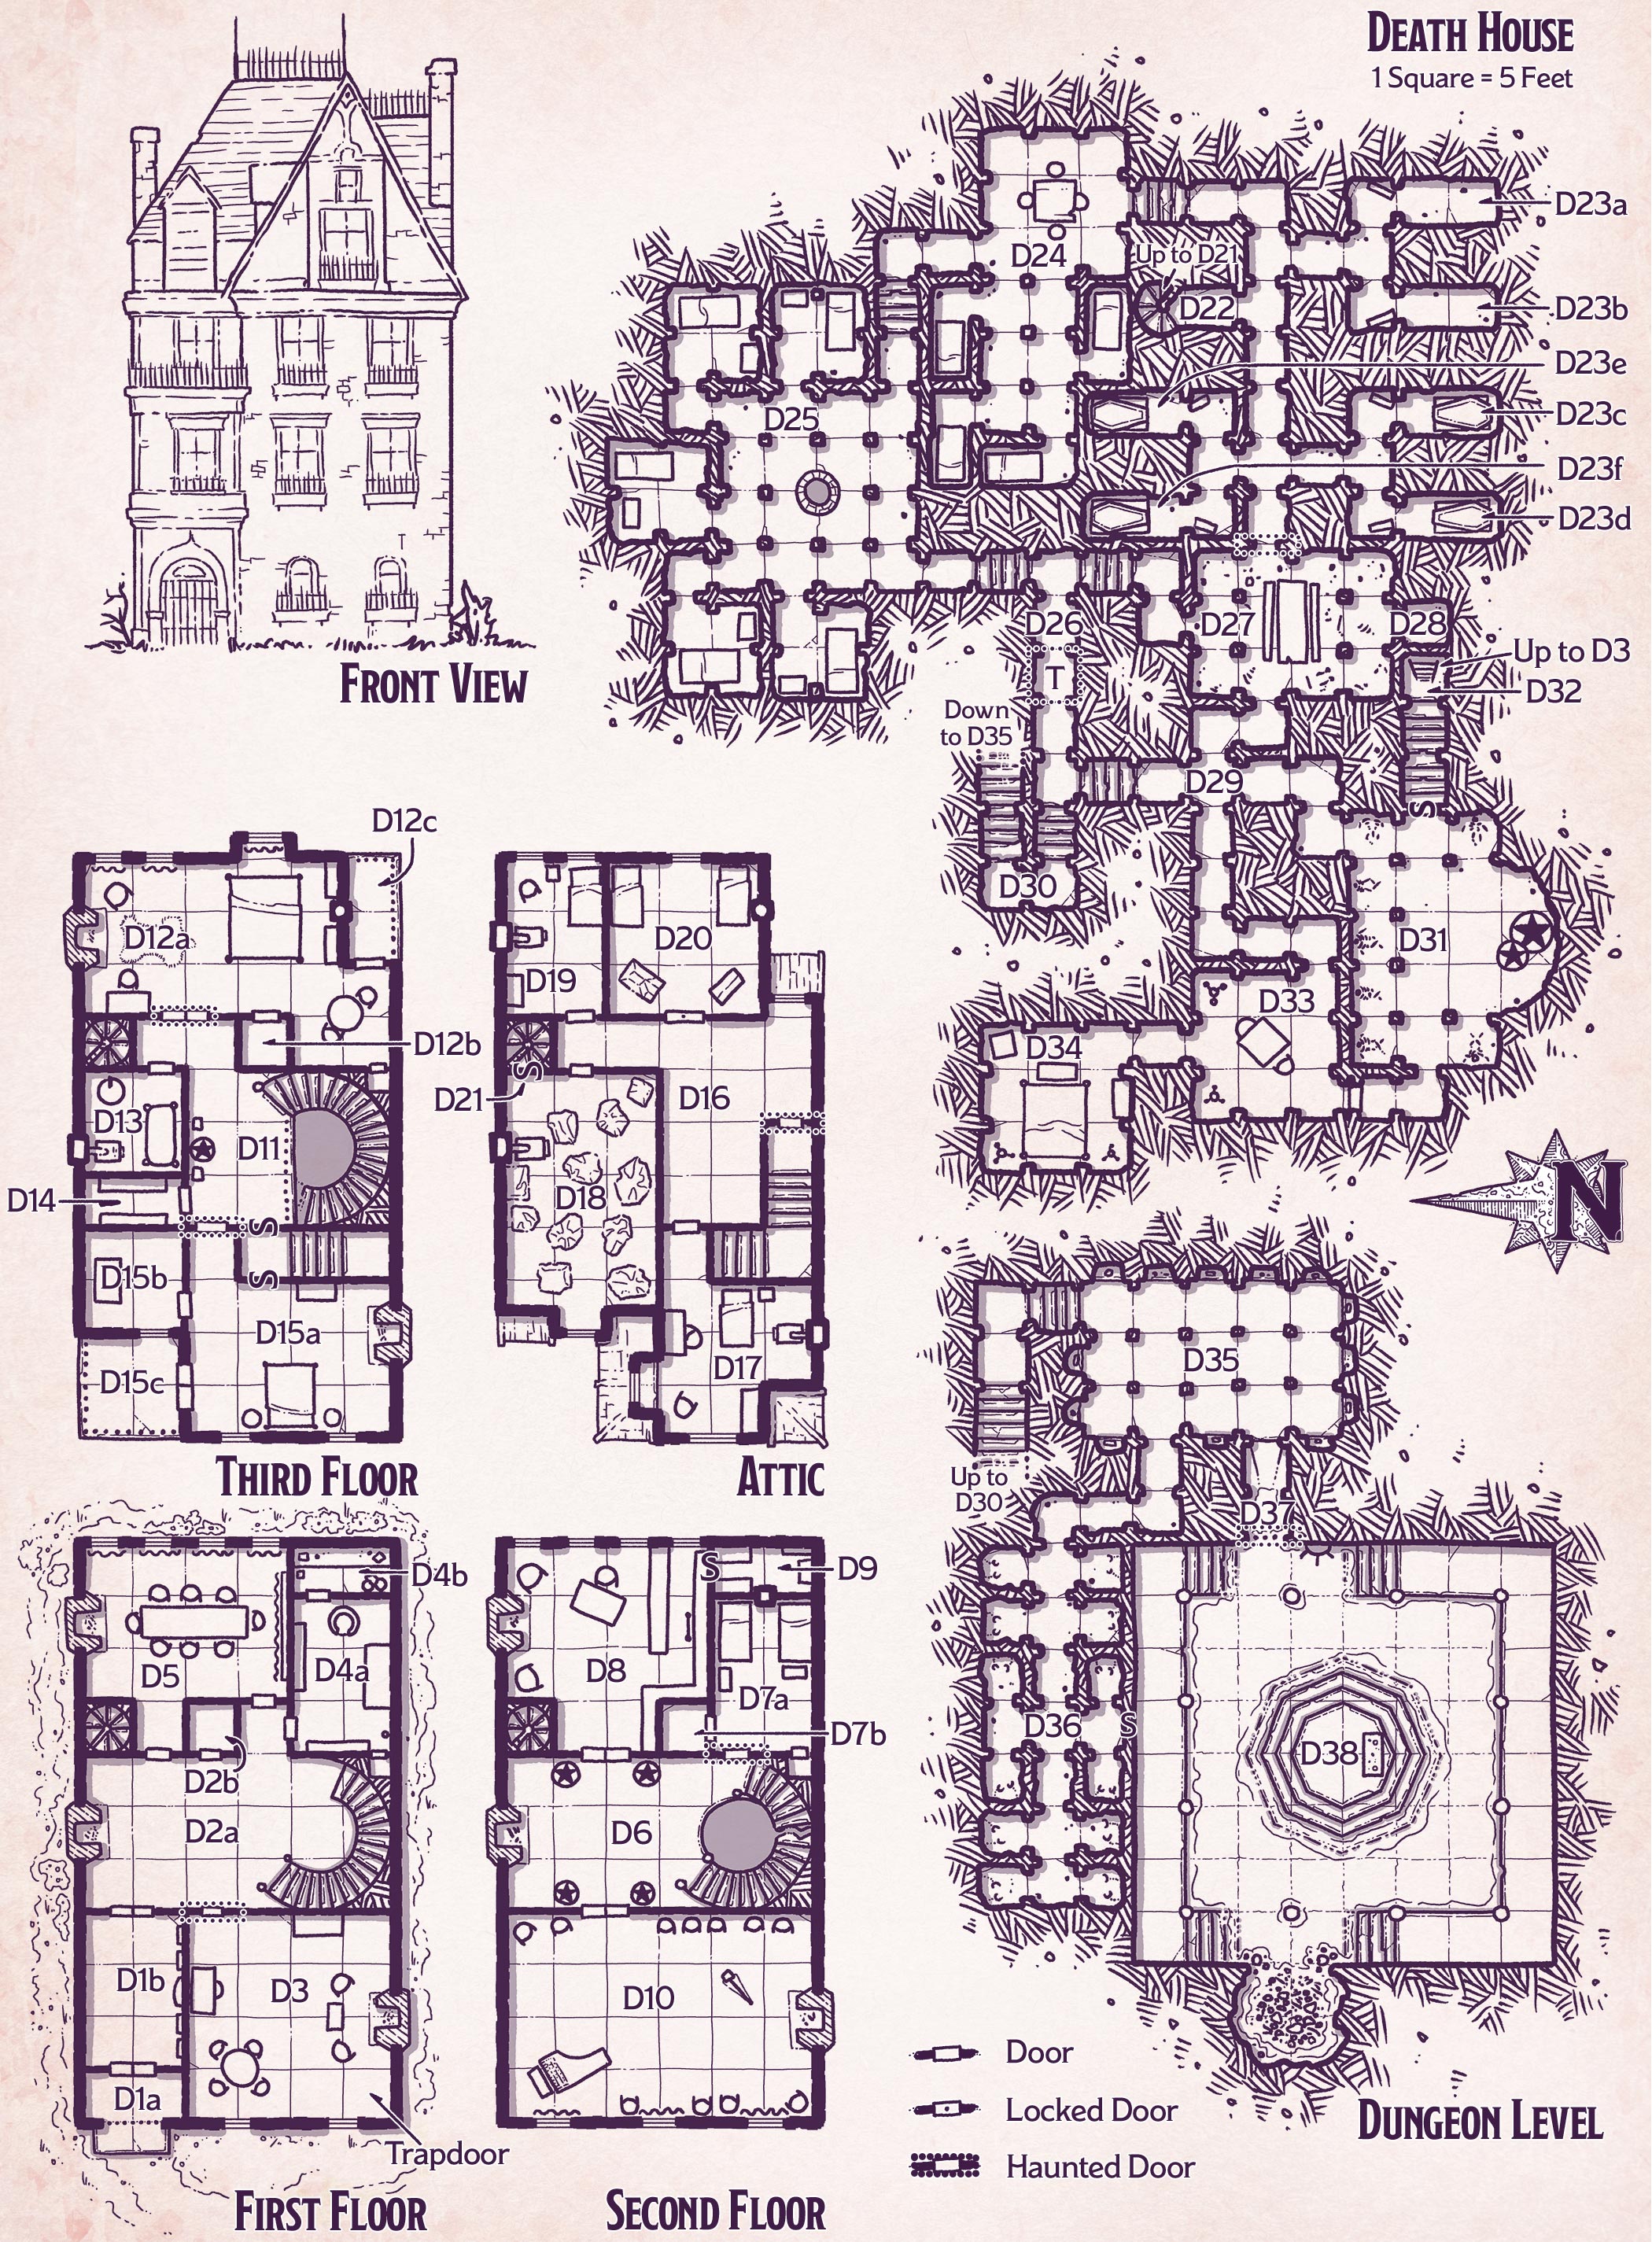 DEATH HOUSE
1 Square = 5 Feet
FRONT VIEW
D24
Up to D21
D22
D23a
D23b
D23e
D23c
D23f
D23d
D25
D26
T
D27
D28
Up to D3
D32
Down
to D35
D29
S
D30
D31
D33
D34
N
D12c
D12a
D12b
D13
D11
D14
S
D15b
S
D15a
D15c
THIRD FLOOR
D19
D20
S
D21
D16
D18
D17
ATTIC
D35
Up to
D30
D37
D36
S
D38
DUNGEON LEVEL
D4b
D5
D4a
D2b
D2a
D1b
D3
D1a
Trapdoor
FIRST FLOOR
S
D9
D8
D7a
D7b
D6
D10
SECOND FLOOR
Door
Locked Door
Haunted Door